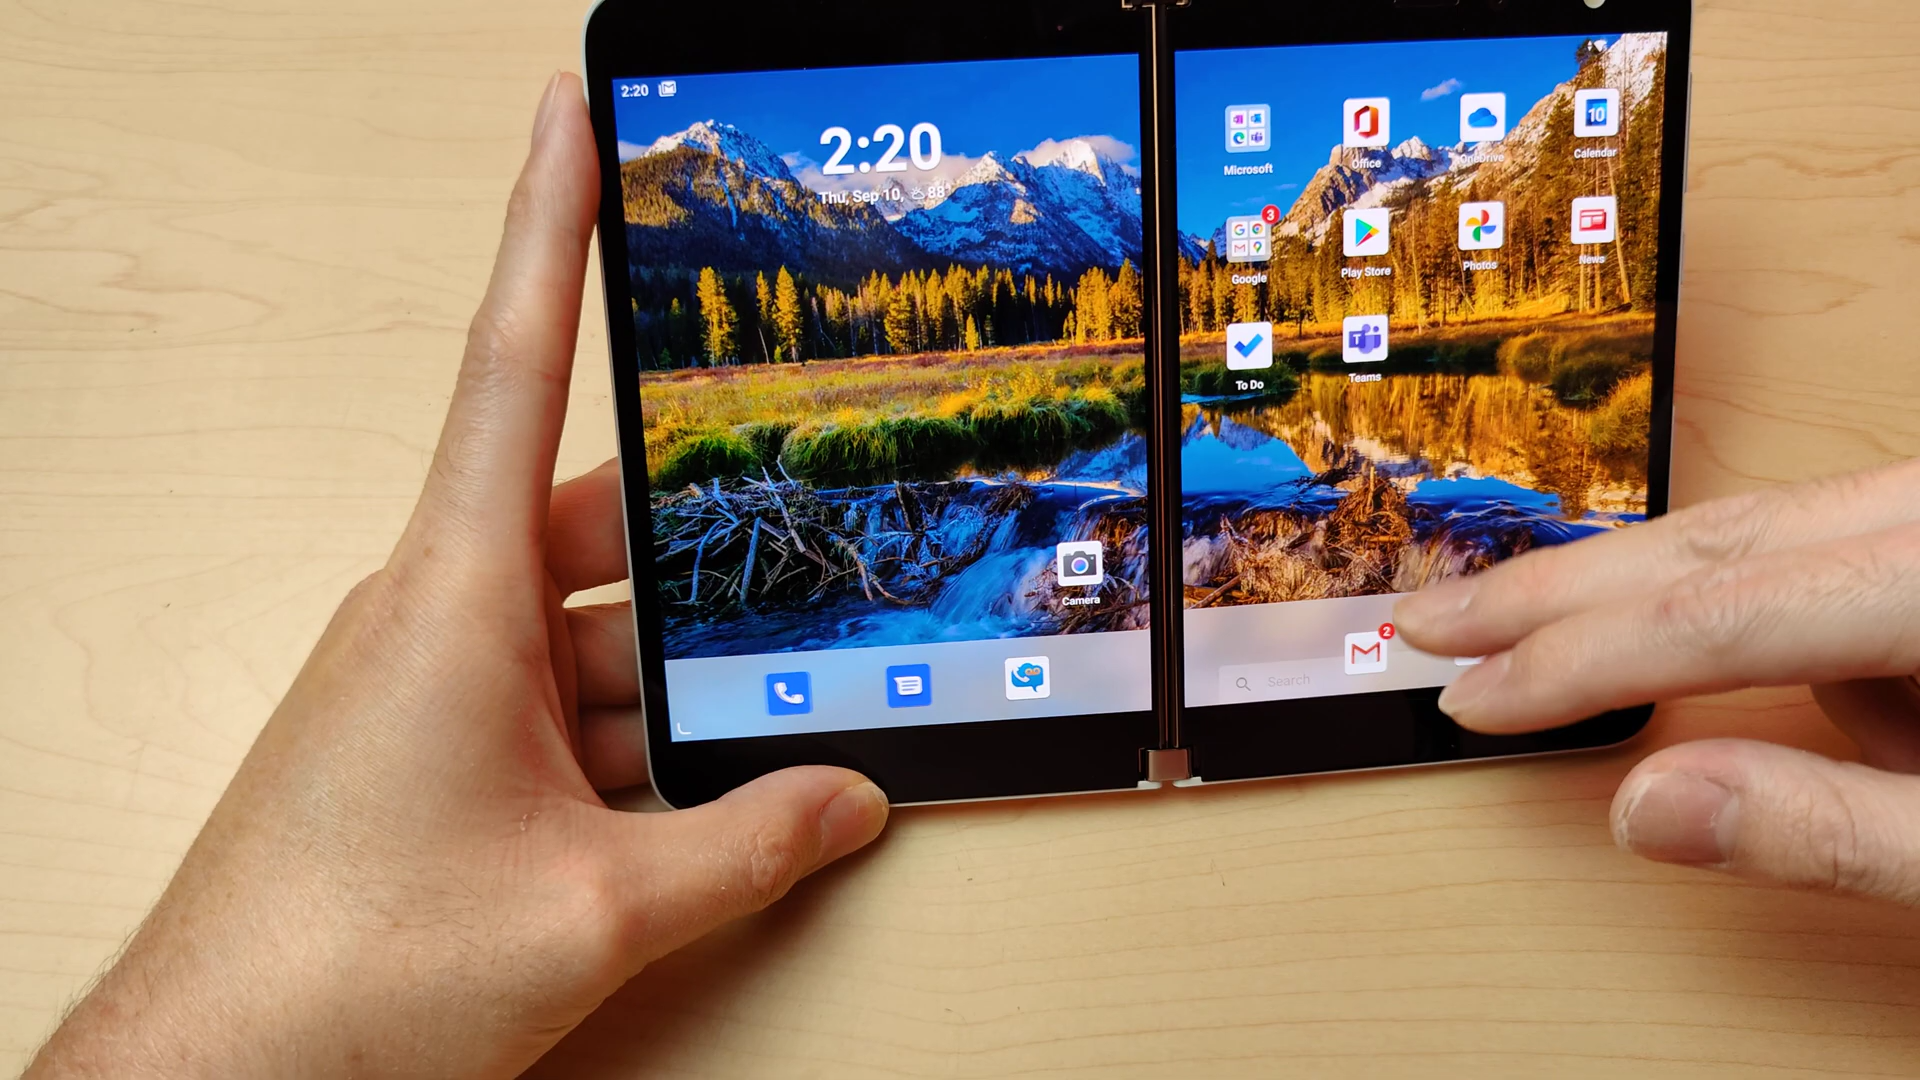 2:20
2:20
Thu, Sep 10, 88°
Microsoft
Office
OneDrive
Calendar
10
3
Google
Play Store
Photos
News
To Do
Teams
Camera
2
Search